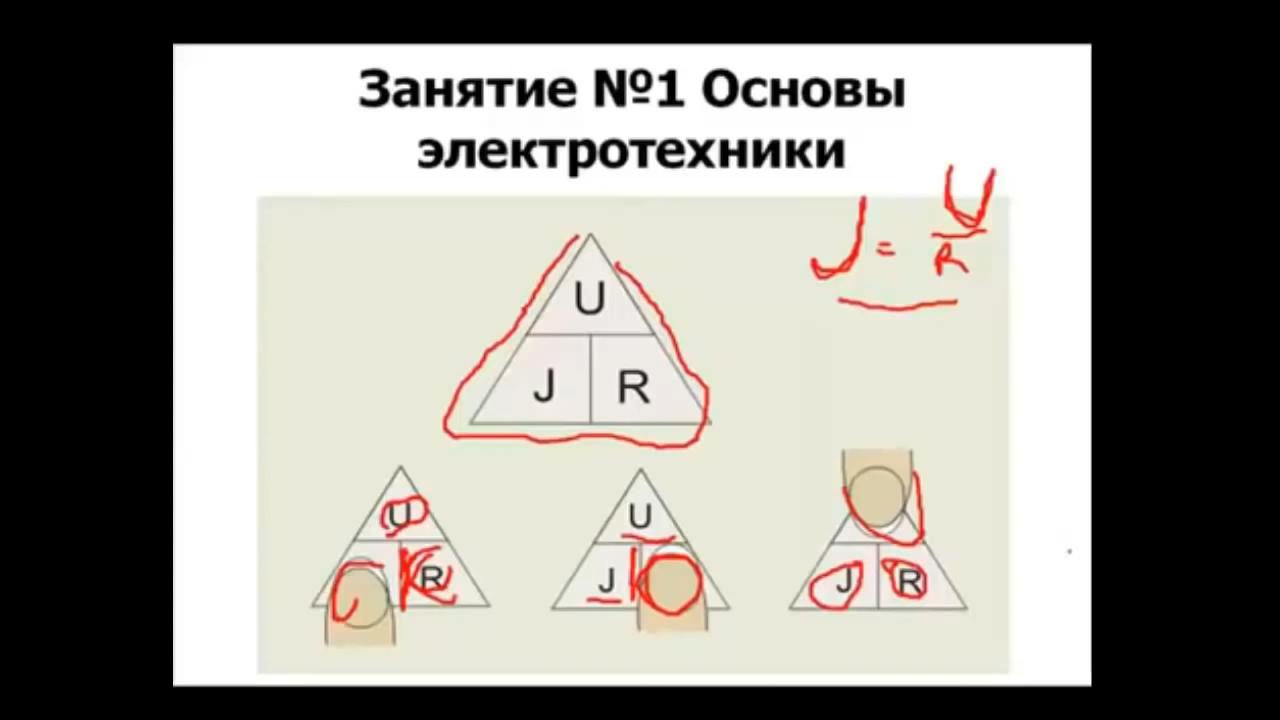 Занятие №1 Основы
электротехники
J = U
R
U
J R
U
R
U
J
J R